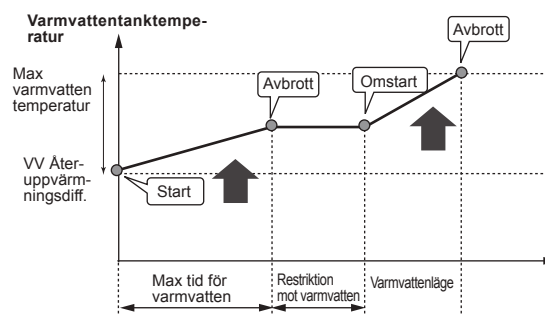 Varmvattentanktempe-
ratur
Avbrott
Max
varmvatten
temperatur
Avbrott
Omstart
VV Åter-
uppvärm-
ningsdiff.
Start
Max tid för
varmvatten
Restriktion
mot varmvatten
Varmvattenläge